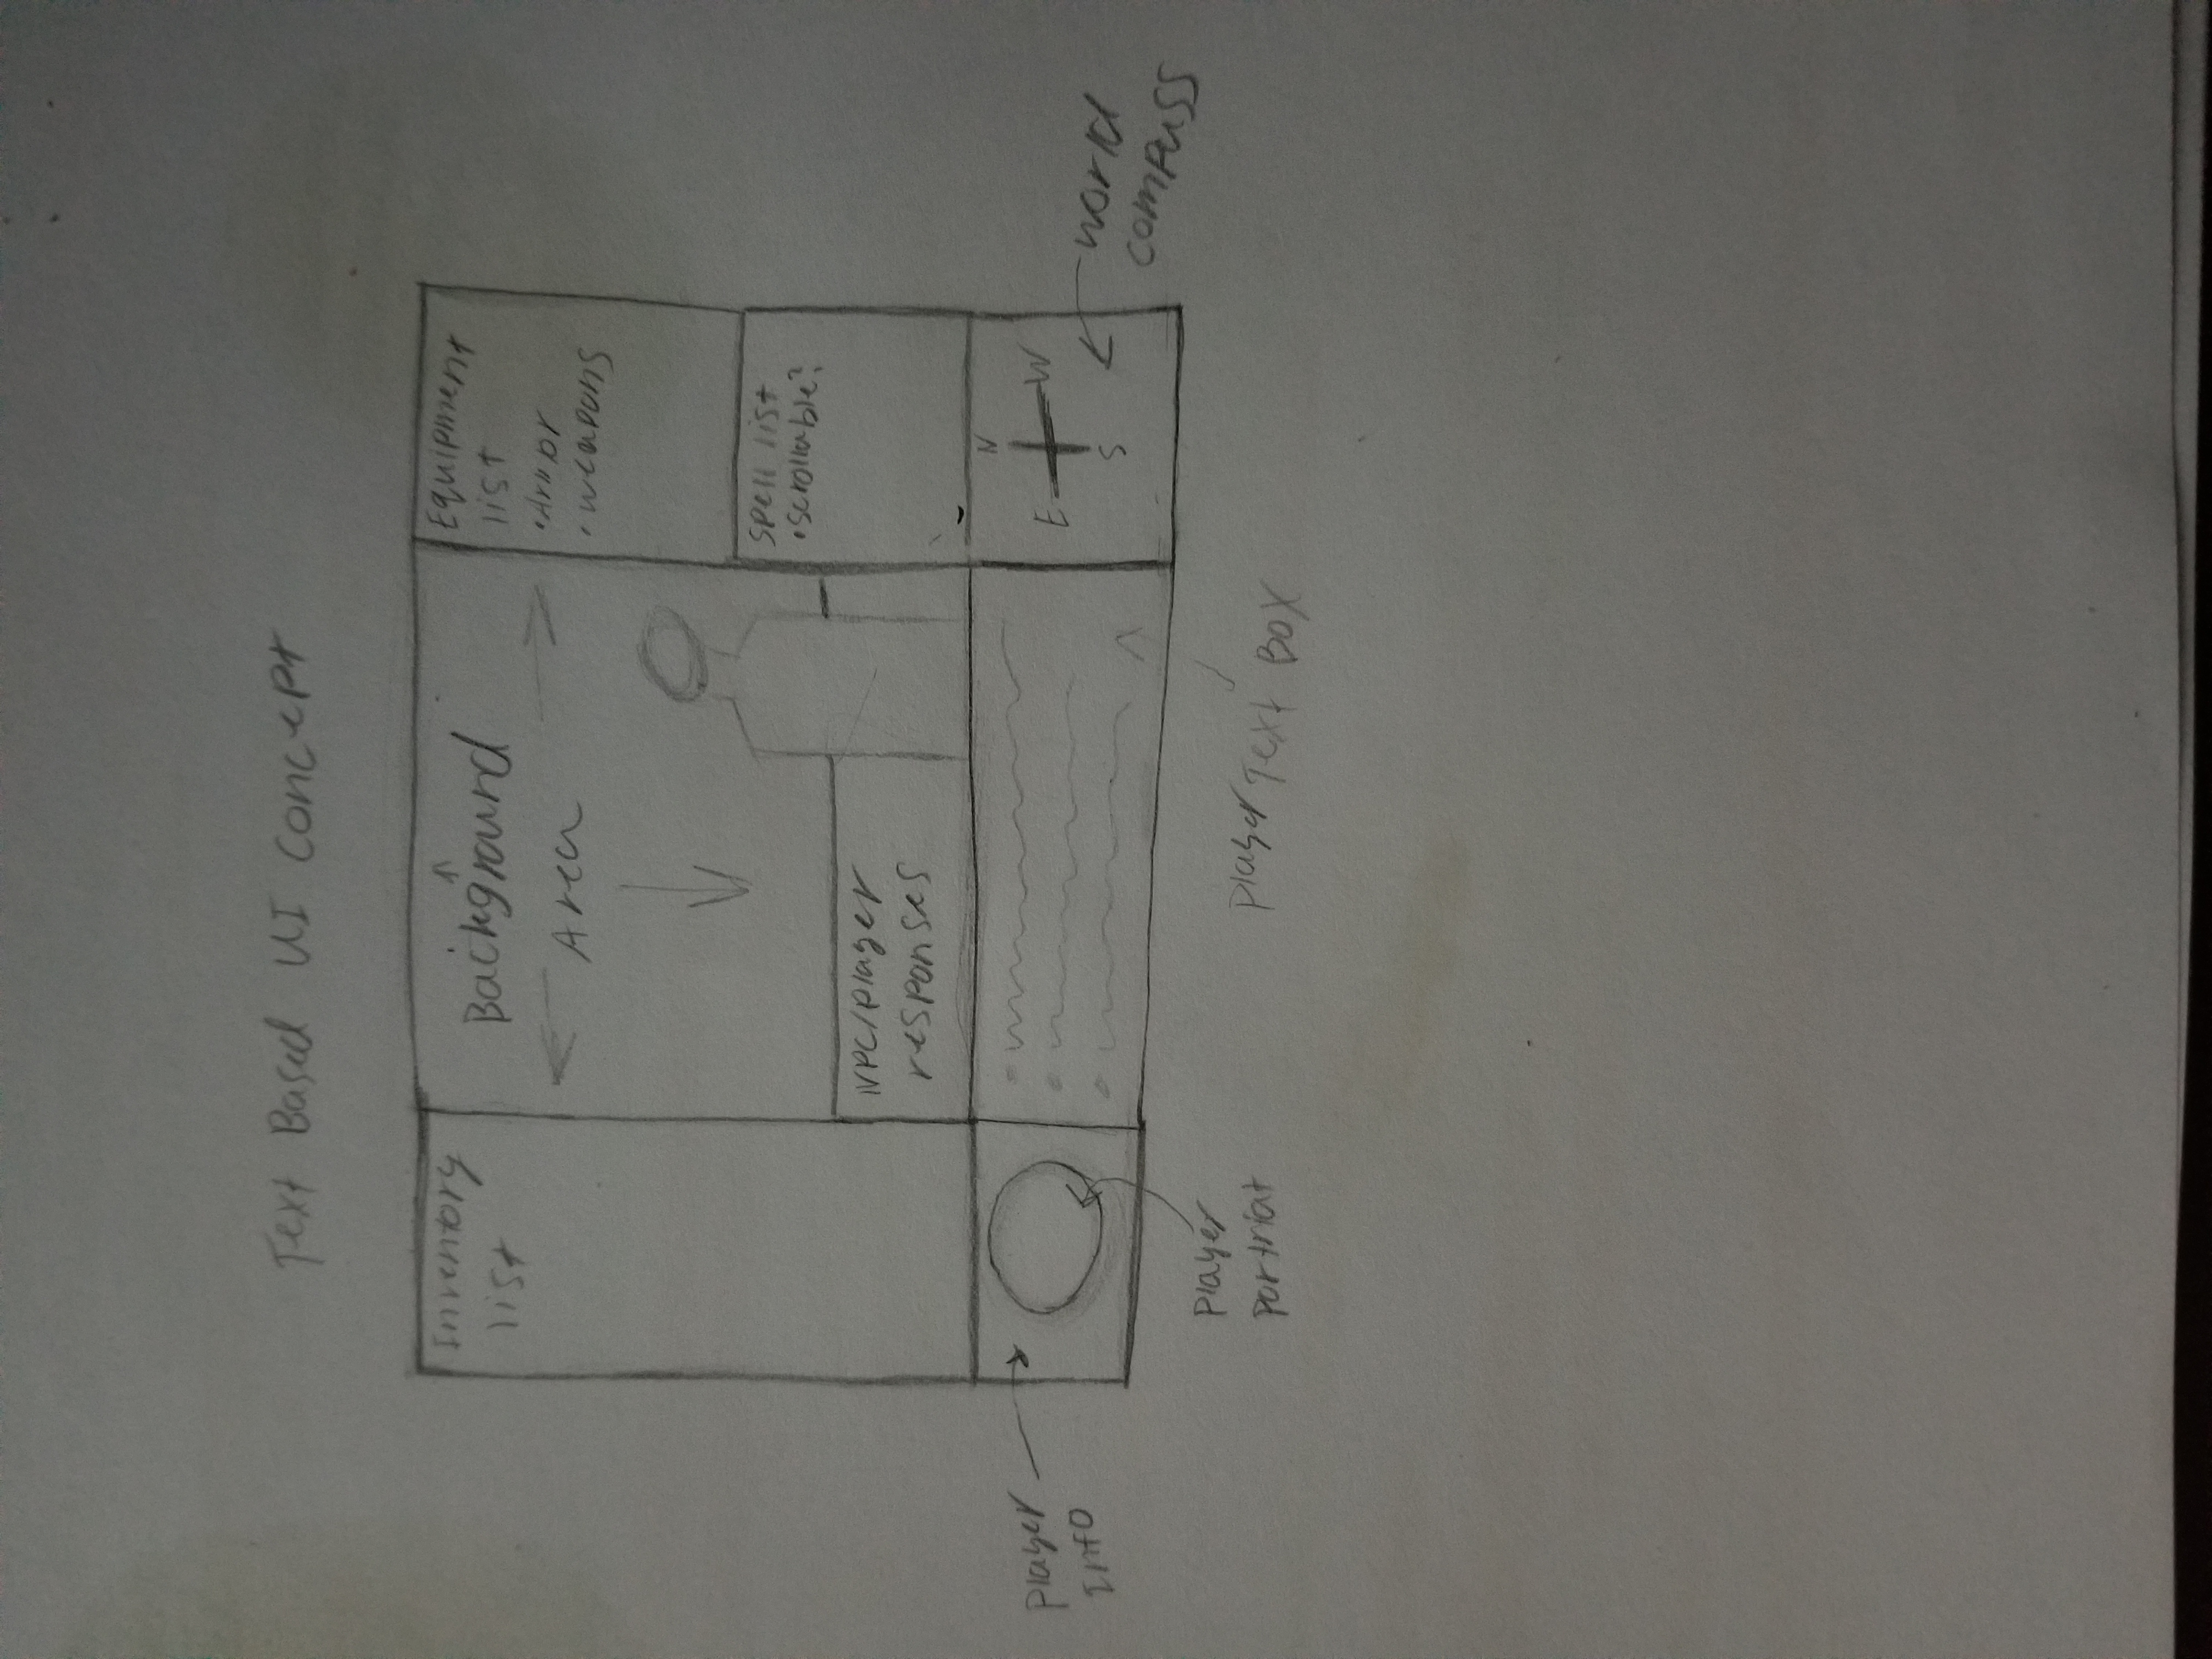 Text Based UI Concept
Inventory
list
Background
Area
Equipment
list
• Armor
• weapons
spell list
• scrollable?
NPC/player
responses
N
E W
S
player
Info
world
compass
player
portriat
player Text Box